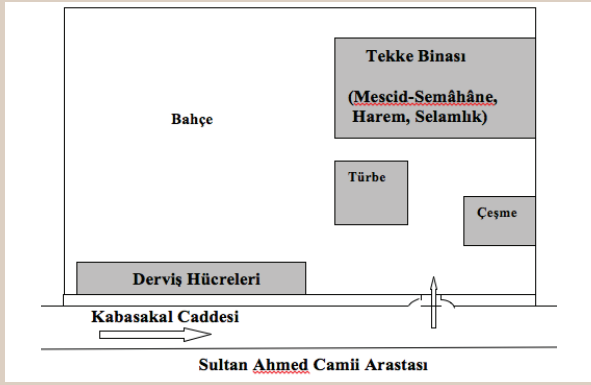 Tekke Binası
(Mescid-Semâhâne,
Harem, Selamlık)
Bahçe
Türbe
Çeşme
Derviş Hücreleri
Kabasakal Caddesi
Sultan Ahmed Camii Arastası